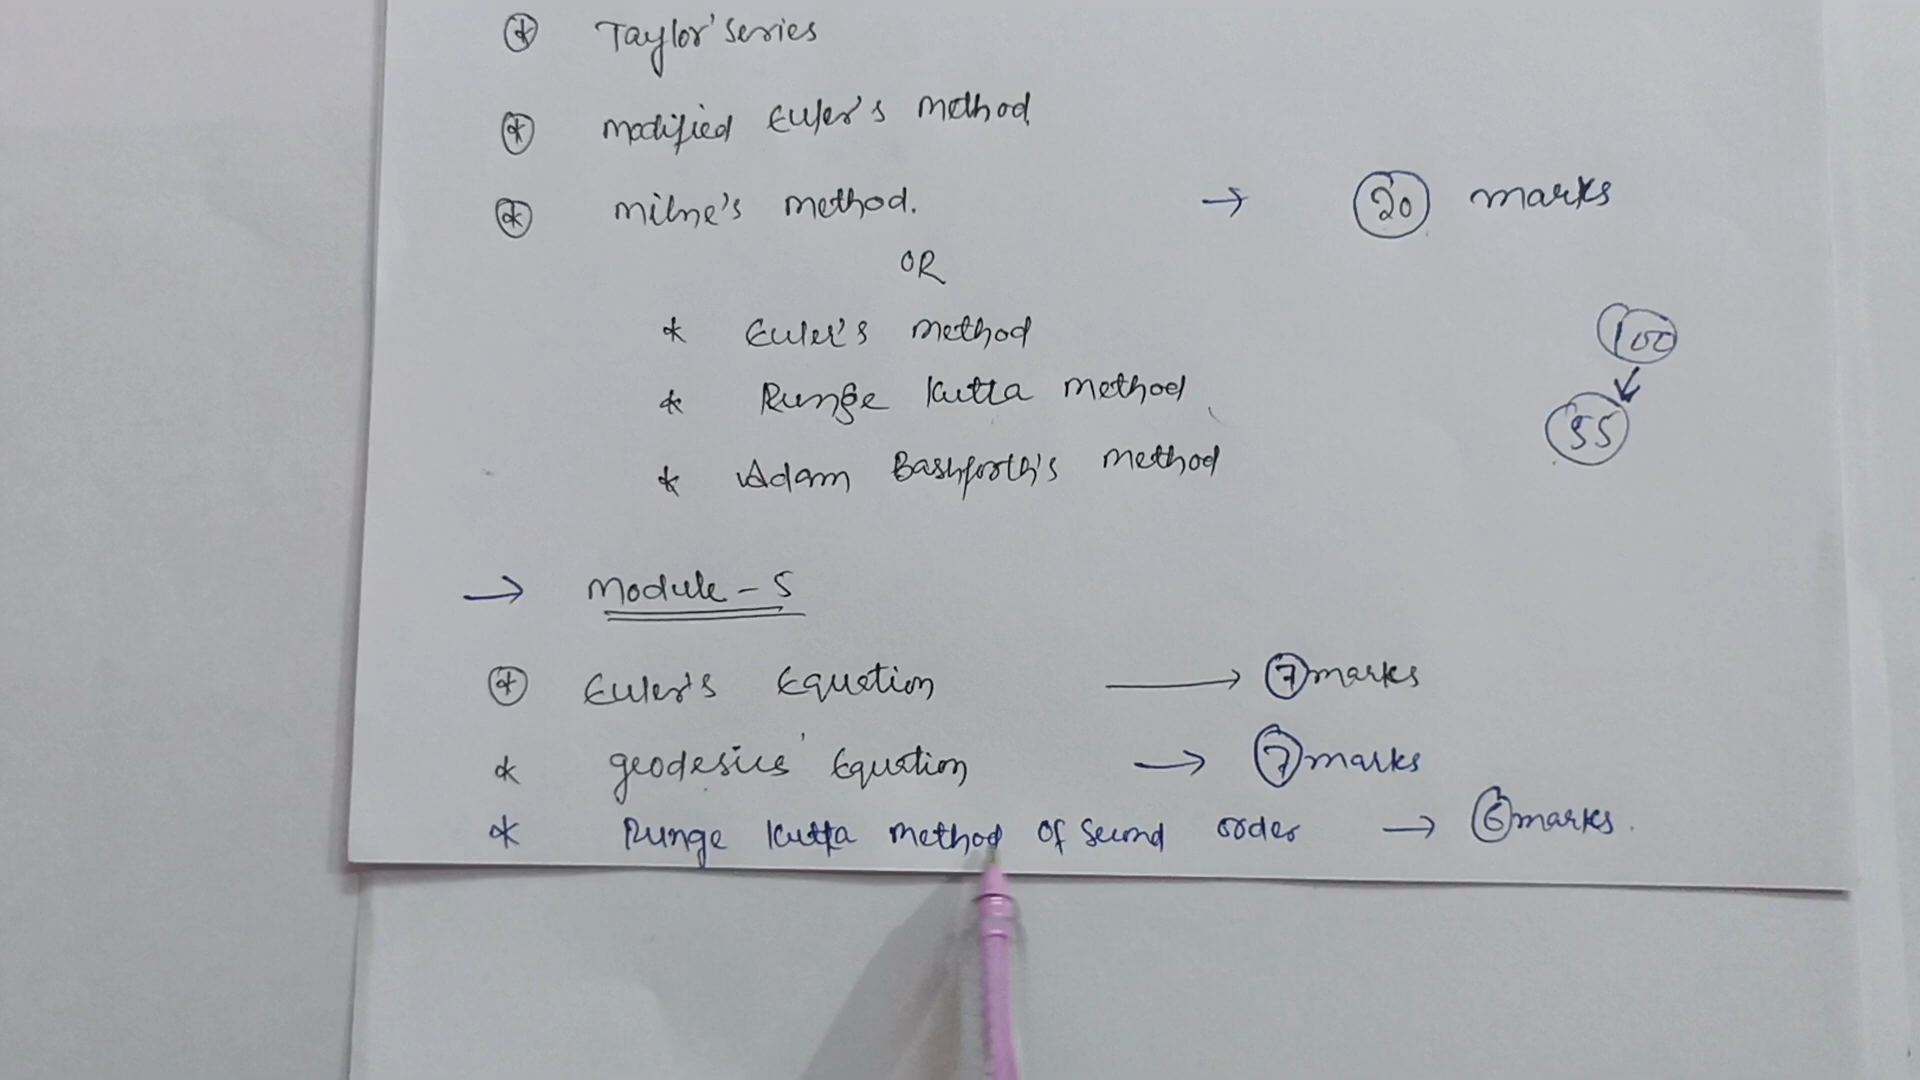 * Taylor' series
* modified Euler's method
* milne's method. → 20 marks
OR
* Euler's method
* Runge kutta method
* Adam Bashforth's method
100
↓
55
→ Module - 5
* Euler's Equation → 7 marks
* geodesics' Equation → 7 marks
* Runge kutta method of Second order → 6 marks.